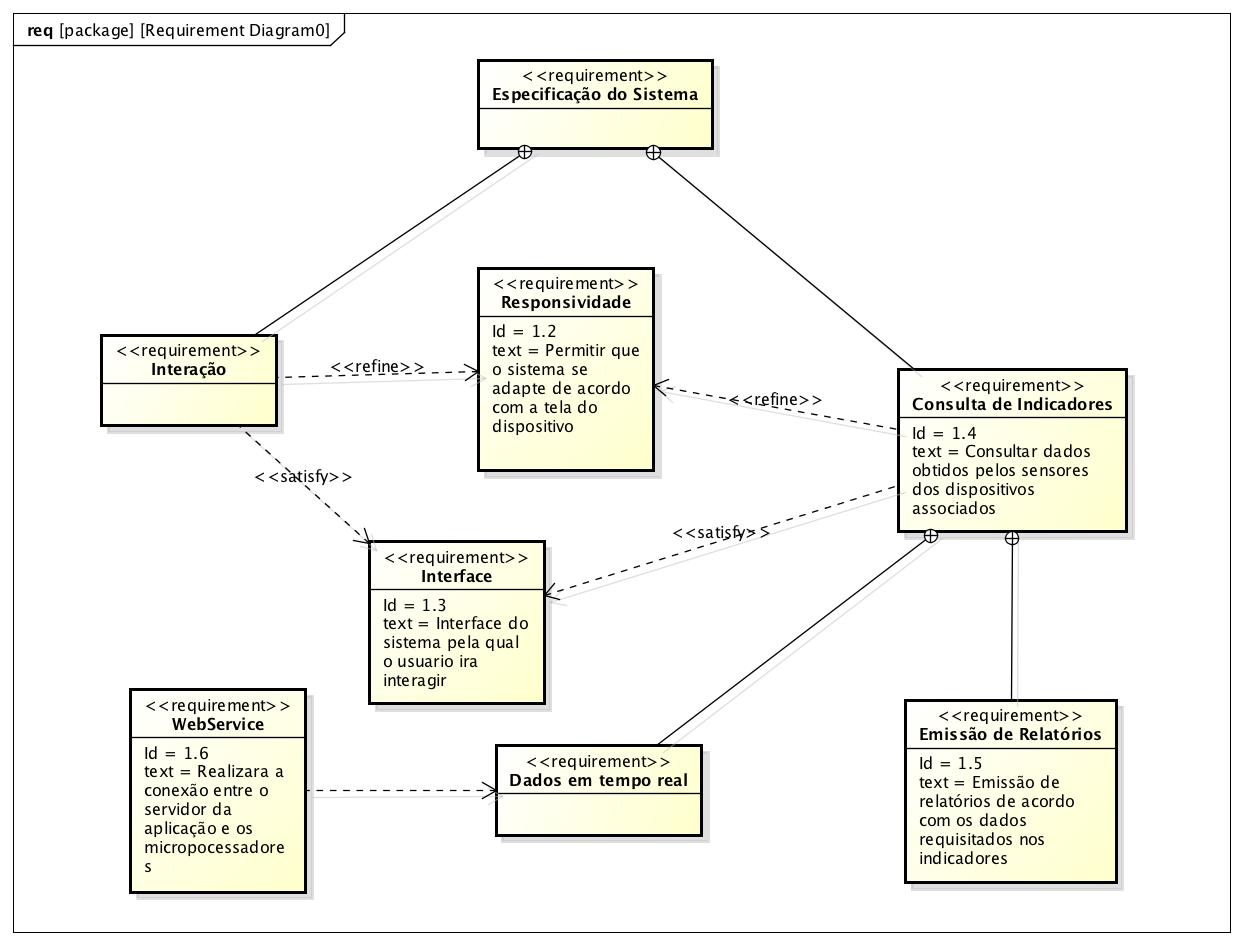 req [package] [Requirement Diagram0]
<<requirement>>
Especificação do Sistema
<<requirement>>
Responsividade
Id = 1.2
text = Permitir que
o sistema se
adapte de acordo
com a tela do
dispositivo
<<requirement>>
Interação
<<refine>>
<<refine>>
<<requirement>>
Consulta de Indicadores
Id = 1.4
text = Consultar dados
obtidos pelos sensores
dos dispositivos
associados
<<satisfy>>
<<satisfy>>
<<requirement>>
Interface
Id = 1.3
text = Interface do
sistema pela qual
o usuario ira
interagir
<<requirement>>
WebService
Id = 1.6
text = Realizara a
conexão entre o
servidor da
aplicação e os
micropocessadore
s
<<requirement>>
Dados em tempo real
<<requirement>>
Emissão de Relatórios
Id = 1.5
text = Emissão de
relatórios de acordo
com os dados
requisitados nos
indicadores